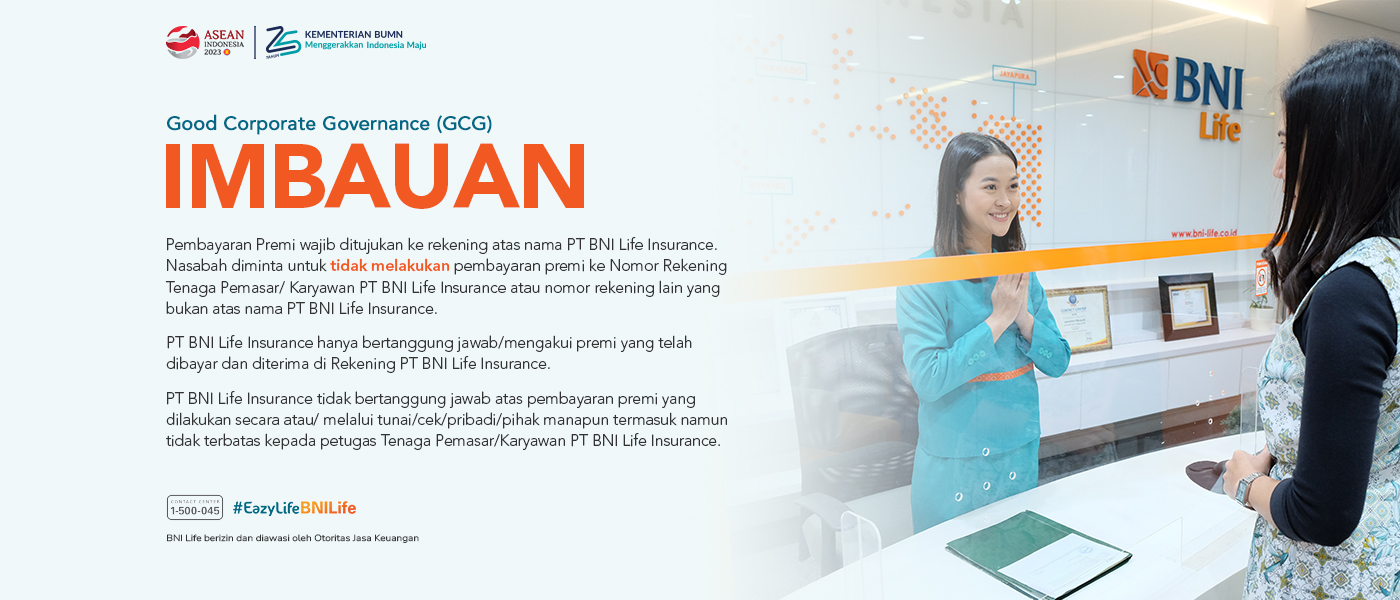 ASEAN
INDONESIA
2023
25
TAHUN
KEMENTERIAN BUMN
Menggerakkan Indonesia Maju
Good Corporate Governance (GCG)
IMBAUAN
Pembayaran Premi wajib ditujukan ke rekening atas nama PT BNI Life Insurance.
Nasabah diminta untuk tidak melakukan pembayaran premi ke Nomor Rekening
Tenaga Pemasar/ Karyawan PT BNI Life Insurance atau nomor rekening lain yang
bukan atas nama PT BNI Life Insurance.
PT BNI Life Insurance hanya bertanggung jawab/mengakui premi yang telah
dibayar dan diterima di Rekening PT BNI Life Insurance.
PT BNI Life Insurance tidak bertanggung jawab atas pembayaran premi yang
dilakukan secara atau/ melalui tunai/cek/pribadi/pihak manapun termasuk namun
tidak terbatas kepada petugas Tenaga Pemasar/Karyawan PT BNI Life Insurance.
CONTACT CENTER
1-500-045
#EazyLifeBNILife
BNI Life berizin dan diawasi oleh Otoritas Jasa Keuangan
NESIA
JAYAPURA
BNI
Life
www.bni-life.co.id